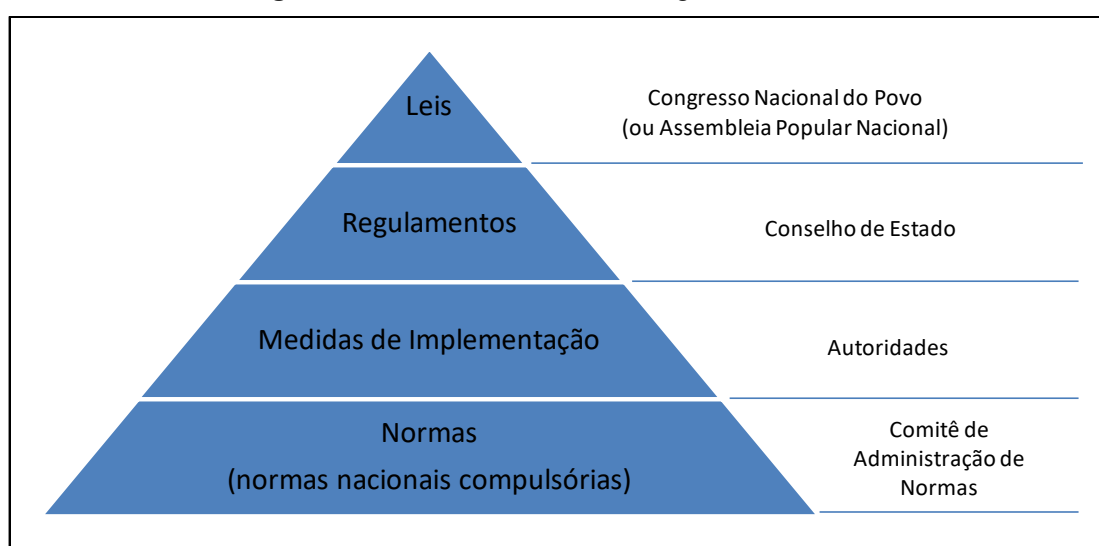 Leis
Congresso Nacional do Povo
(ou Assembleia Popular Nacional)
Regulamentos
Conselho de Estado
Medidas de Implementação
Autoridades
Normas
(normas nacionais compulsórias)
Comitê de
Administração de
Normas